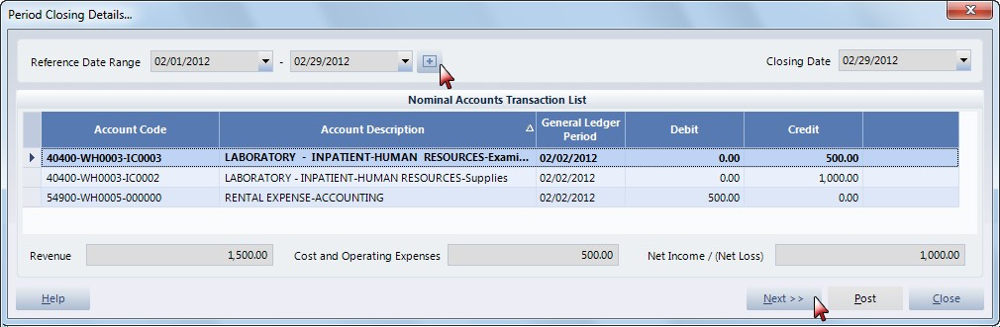 Period Closing Details...
Reference Date Range 02/01/2012 - 02/29/2012 Closing Date 02/29/2012
Nominal Accounts Transaction List
Account Code Account Description General Ledger Period Debit Credit
40400-WH0003-IC0003 LABORATORY - INPATIENT-HUMAN RESOURCES-Exami... 02/02/2012 0.00 500.00
40400-WH0003-IC0002 LABORATORY - INPATIENT-HUMAN RESOURCES-Supplies 02/02/2012 0.00 1,000.00
54900-WH0005-000000 RENTAL EXPENSE-ACCOUNTING 02/02/2012 500.00 0.00
Revenue 1,500.00 Cost and Operating Expenses 500.00 Net Income / (Net Loss) 1,000.00
Help Next >> Post Close